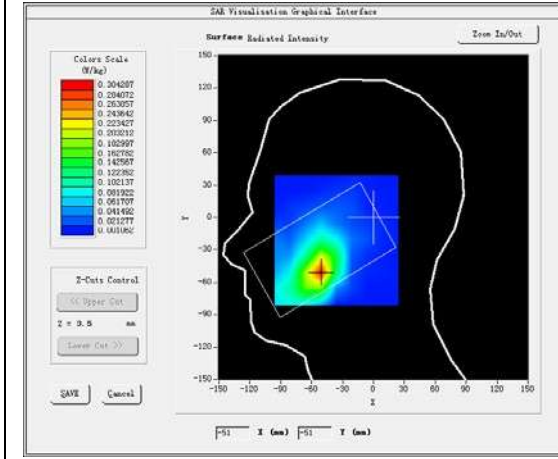 SAR Visualisation Graphical Interface
Surface Radiated Intensity
Zoom In/Out
Colors Scale
(W/kg)
0.304287
0.284072
0.263857
0.243642
0.223427
0.203212
0.182997
0.162782
0.142567
0.122352
0.102137
0.081922
0.061707
0.041492
0.021277
0.001062
Z-Cuts Control
<< Upper Cut
Z = 3.5 mm
Lower Cut >>
SAVE Cancel
150
120
90
60
30
0
-30
-60
-90
-120
-150
Y
-150 -120 -90 -60 -30 0 30 60 90 120 150
X
-51 X (mm) -51 Y (mm)